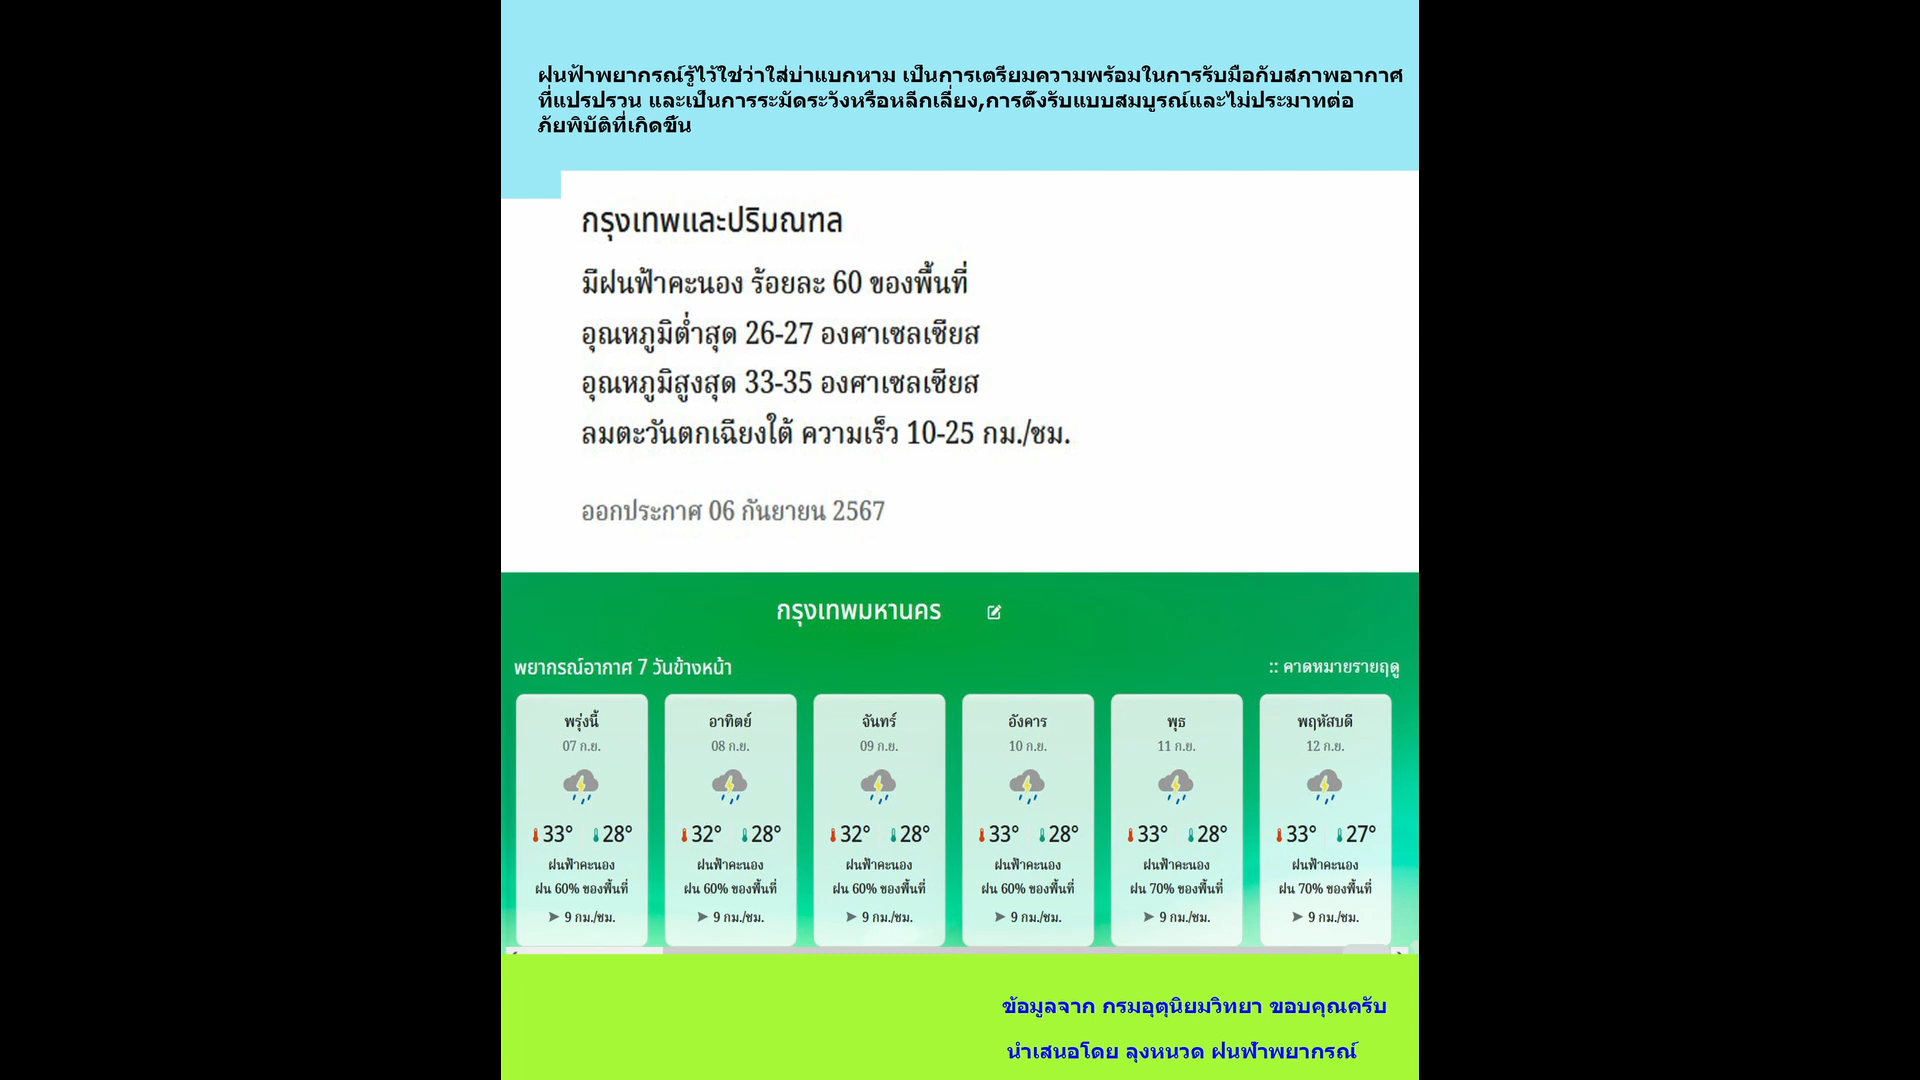 ฝนฟ้าพยากรณ์รู้ไว้ใช่ว่าใส่บ่าแบกหาม เป็นการเตรียมความพร้อมในการรับมือกับสภาพอากาศ
ที่แปรปรวน และเป็นการระมัดระวังหรือหลีกเลี่ยง,การตั้งรับแบบสมบูรณ์และไม่ประมาทต่อ
ภัยพิบัติที่เกิดขึ้น
กรุงเทพและปริมณฑล
มีฝนฟ้าคะนอง ร้อยละ 60 ของพื้นที่
อุณหภูมิต่ำสุด 26-27 องศาเซลเซียส
อุณหภูมิสูงสุด 33-35 องศาเซลเซียส
ลมตะวันตกเฉียงใต้ ความเร็ว 10-25 กม./ชม.
ออกประกาศ 06 กันยายน 2567
กรุงเทพมหานคร
พยากรณ์อากาศ 7 วันข้างหน้า :: คาดหมายรายฤดู
พรุ่งนี้ อาทิตย์ จันทร์ อังคาร พุธ พฤหัสบดี
07 ก.ย. 08 ก.ย. 09 ก.ย. 10 ก.ย. 11 ก.ย. 12 ก.ย.
33° 28° 32° 28° 32° 28° 33° 28° 33° 28° 33° 27°
ฝนฟ้าคะนอง ฝนฟ้าคะนอง ฝนฟ้าคะนอง ฝนฟ้าคะนอง ฝนฟ้าคะนอง ฝนฟ้าคะนอง
ฝน 60% ของพื้นที่ ฝน 60% ของพื้นที่ ฝน 60% ของพื้นที่ ฝน 60% ของพื้นที่ ฝน 70% ของพื้นที่ ฝน 70% ของพื้นที่
9 กม./ชม. 9 กม./ชม. 9 กม./ชม. 9 กม./ชม. 9 กม./ชม. 9 กม./ชม.
ข้อมูลจาก กรมอุตุนิยมวิทยา ขอบคุณครับ
นำเสนอโดย ลุงหนวด ฝนฟ้าพยากรณ์